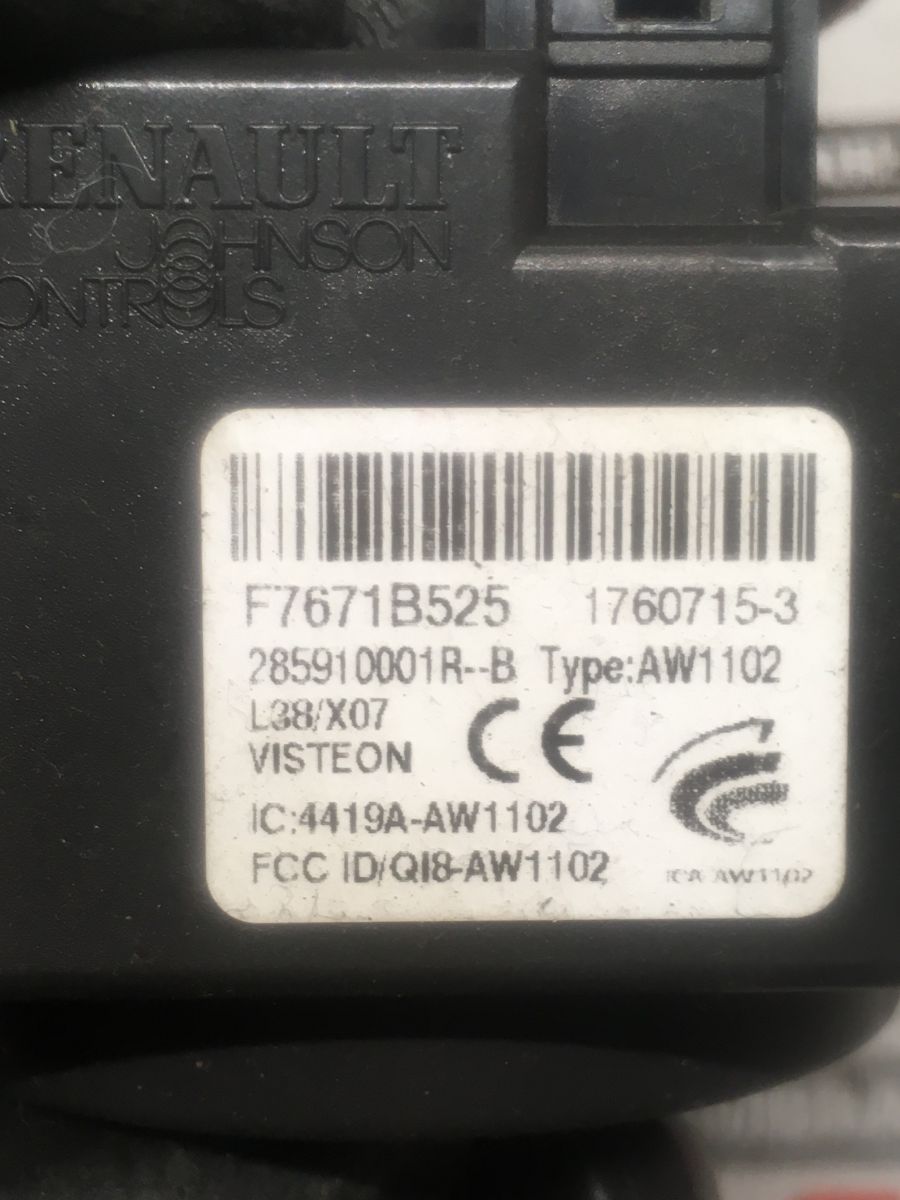 RENAULT
JOHNSON
CONTROLS
F7671B525 1760715-3
285910001R--B Type:AW1102
L38/X07
VISTEON CE
IC:4419A-AW1102
FCC ID/QI8-AW1102
AW1102